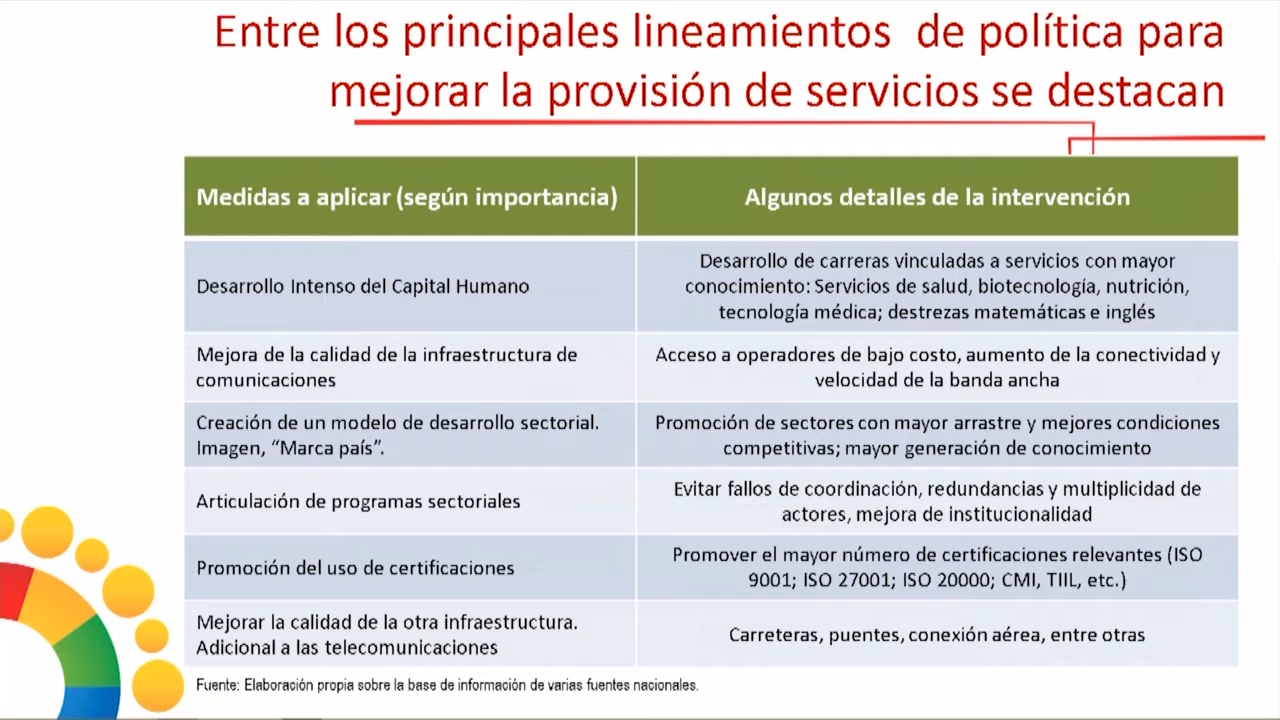 Entre los principales lineamientos de política para
mejorar la provisión de servicios se destacan
Medidas a aplicar (según importancia)
Algunos detalles de la intervención
Desarrollo Intenso del Capital Humano
Desarrollo de carreras vinculadas a servicios con mayor
conocimiento: Servicios de salud, biotecnología, nutrición,
tecnología médica; destrezas matemáticas e inglés
Mejora de la calidad de la infraestructura de
comunicaciones
Acceso a operadores de bajo costo, aumento de la conectividad y
velocidad de la banda ancha
Creación de un modelo de desarrollo sectorial.
Imagen, “Marca país”.
Promoción de sectores con mayor arrastre y mejores condiciones
competitivas; mayor generación de conocimiento
Articulación de programas sectoriales
Evitar fallos de coordinación, redundancias y multiplicidad de
actores, mejora de institucionalidad
Promoción del uso de certificaciones
Promover el mayor número de certificaciones relevantes (ISO
9001; ISO 27001; ISO 20000; CMI, TIIL, etc.)
Mejorar la calidad de la otra infraestructura.
Adicional a las telecomunicaciones
Carreteras, puentes, conexión aérea, entre otras
Fuente: Elaboración propia sobre la base de información de varias fuentes nacionales.